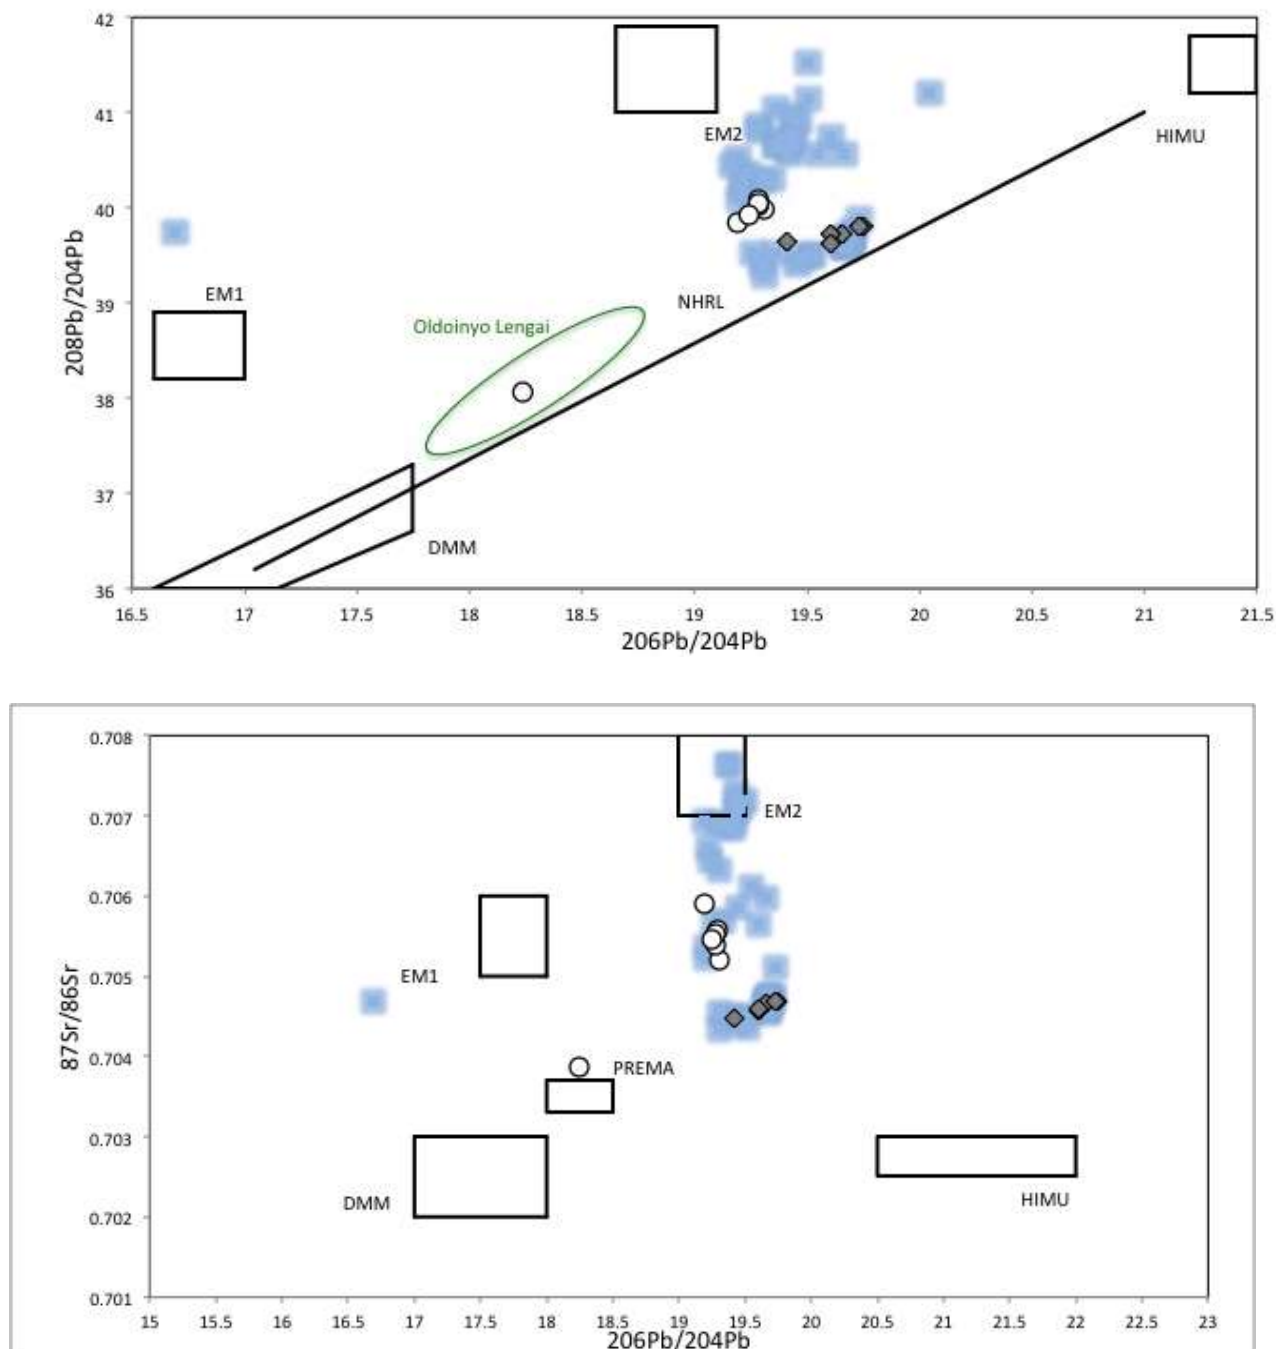 42
41
40
39
38
37
36
208Pb/204Pb
EM2
HIMU
EM1
NHRL
Oldoinyo Lengai
DMM
16.5 17 17.5 18 18.5 19 19.5 20 20.5 21 21.5
206Pb/204Pb
0.708
0.707
0.706
0.705
0.704
0.703
0.702
0.701
87Sr/86Sr
EM2
EM1
PREMA
DMM
HIMU
15 15.5 16 16.5 17 17.5 18 18.5 19 19.5 20 20.5 21 21.5 22 22.5 23
206Pb/204Pb